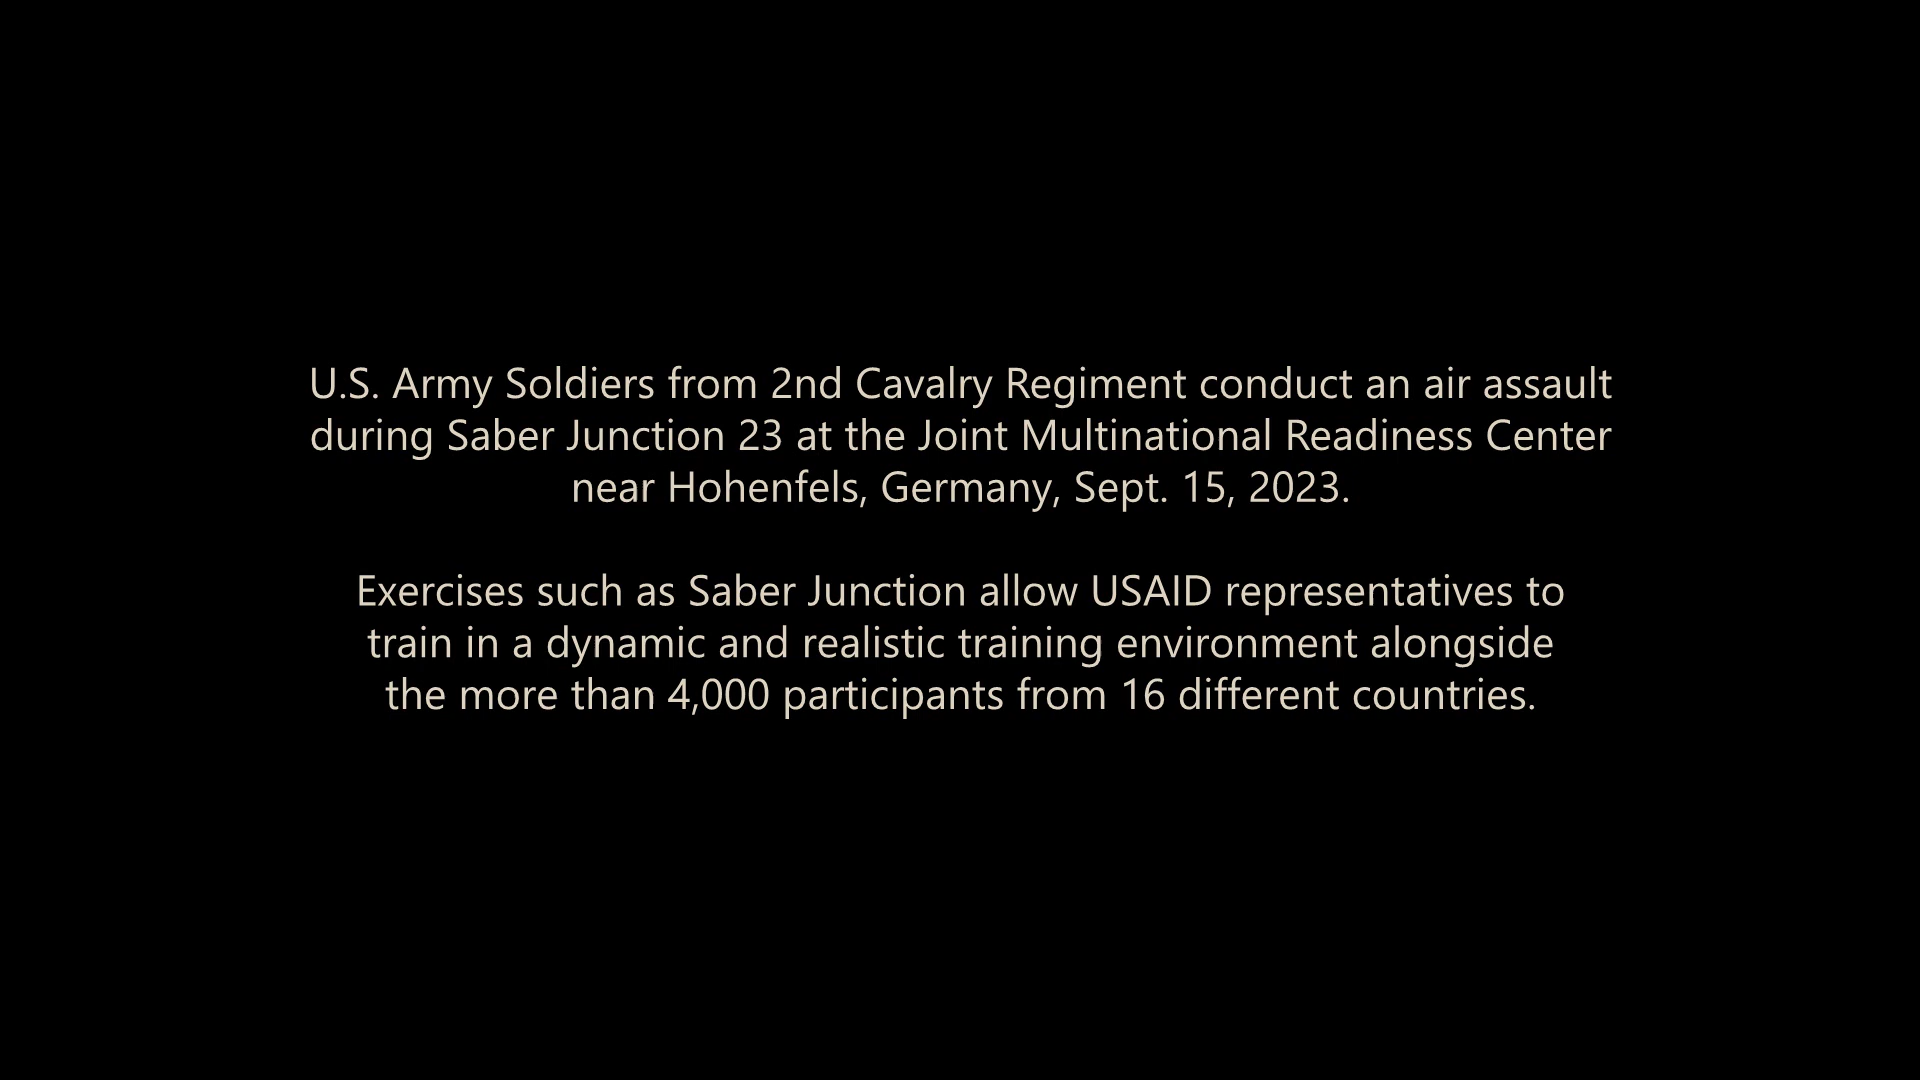 U.S. Army Soldiers from 2nd Cavalry Regiment conduct an air assault
during Saber Junction 23 at the Joint Multinational Readiness Center
near Hohenfels, Germany, Sept. 15, 2023.
Exercises such as Saber Junction allow USAID representatives to
train in a dynamic and realistic training environment alongside
the more than 4,000 participants from 16 different countries.